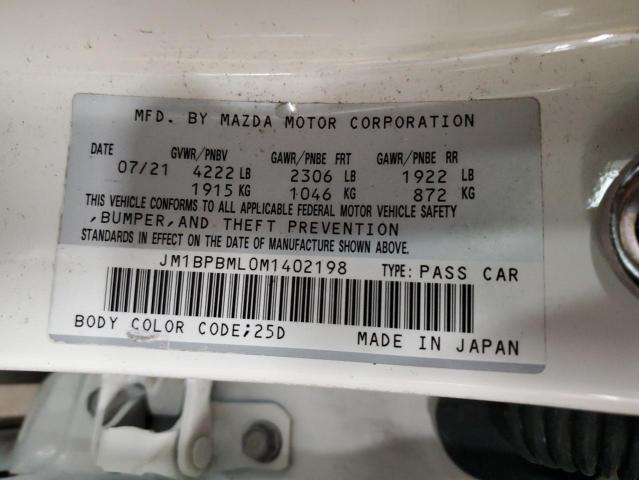 MFD. BY MAZDA MOTOR CORPORATION
DATE GVWR/PNBV GAWR/PNBE FRT GAWR/PNBE RR
07/21 4222 LB 2306 LB 1922 LB
1915 KG 1046 KG 872 KG
THIS VEHICLE CONFORMS TO ALL APPLICABLE FEDERAL MOTOR VEHICLE SAFETY
,BUMPER,AND THEFT PREVENTION
STANDARDS IN EFFECT ON THE DATE OF MANUFACTURE SHOWN ABOVE.
JM1BPBML0M1402198 TYPE: PASS CAR
BODY COLOR CODE;25D MADE IN JAPAN